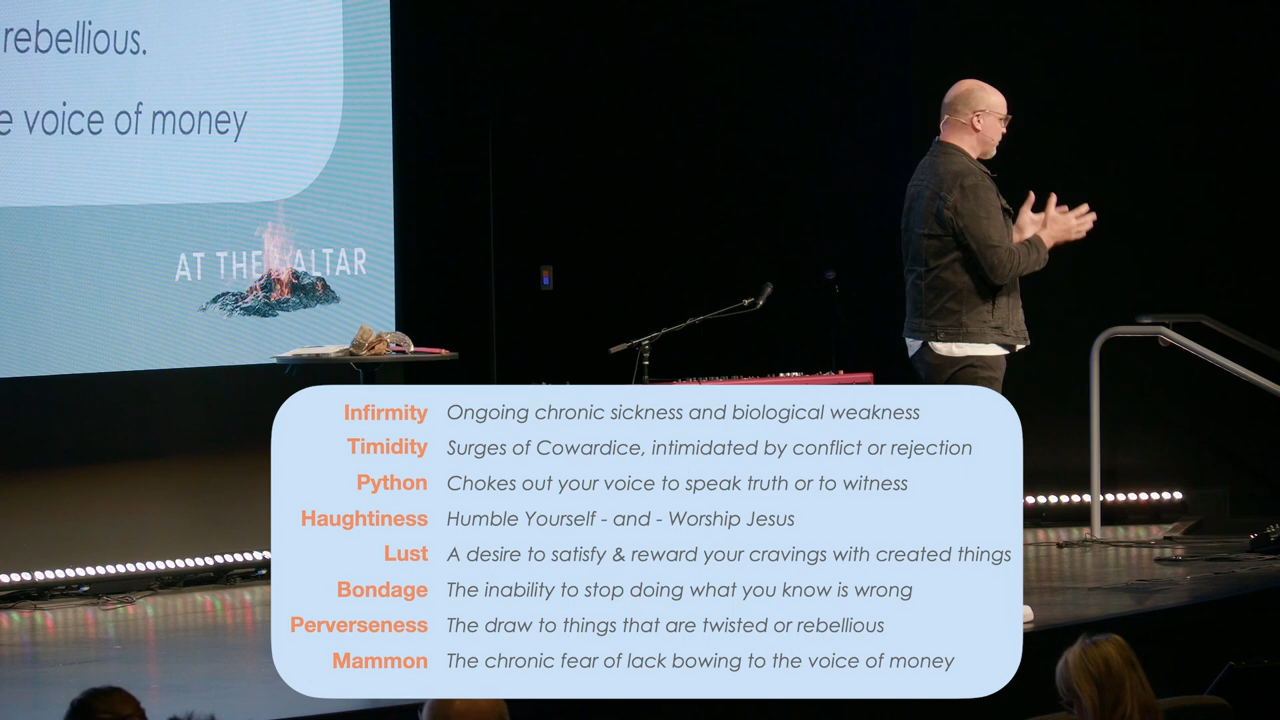 rebellious.
e voice of money
AT THE ALTAR
Infirmity Ongoing chronic sickness and biological weakness
Timidity Surges of Cowardice, intimidated by conflict or rejection
Python Chokes out your voice to speak truth or to witness
Haughtiness Humble Yourself - and - Worship Jesus
Lust A desire to satisfy & reward your cravings with created things
Bondage The inability to stop doing what you know is wrong
Perverseness The draw to things that are twisted or rebellious
Mammon The chronic fear of lack bowing to the voice of money